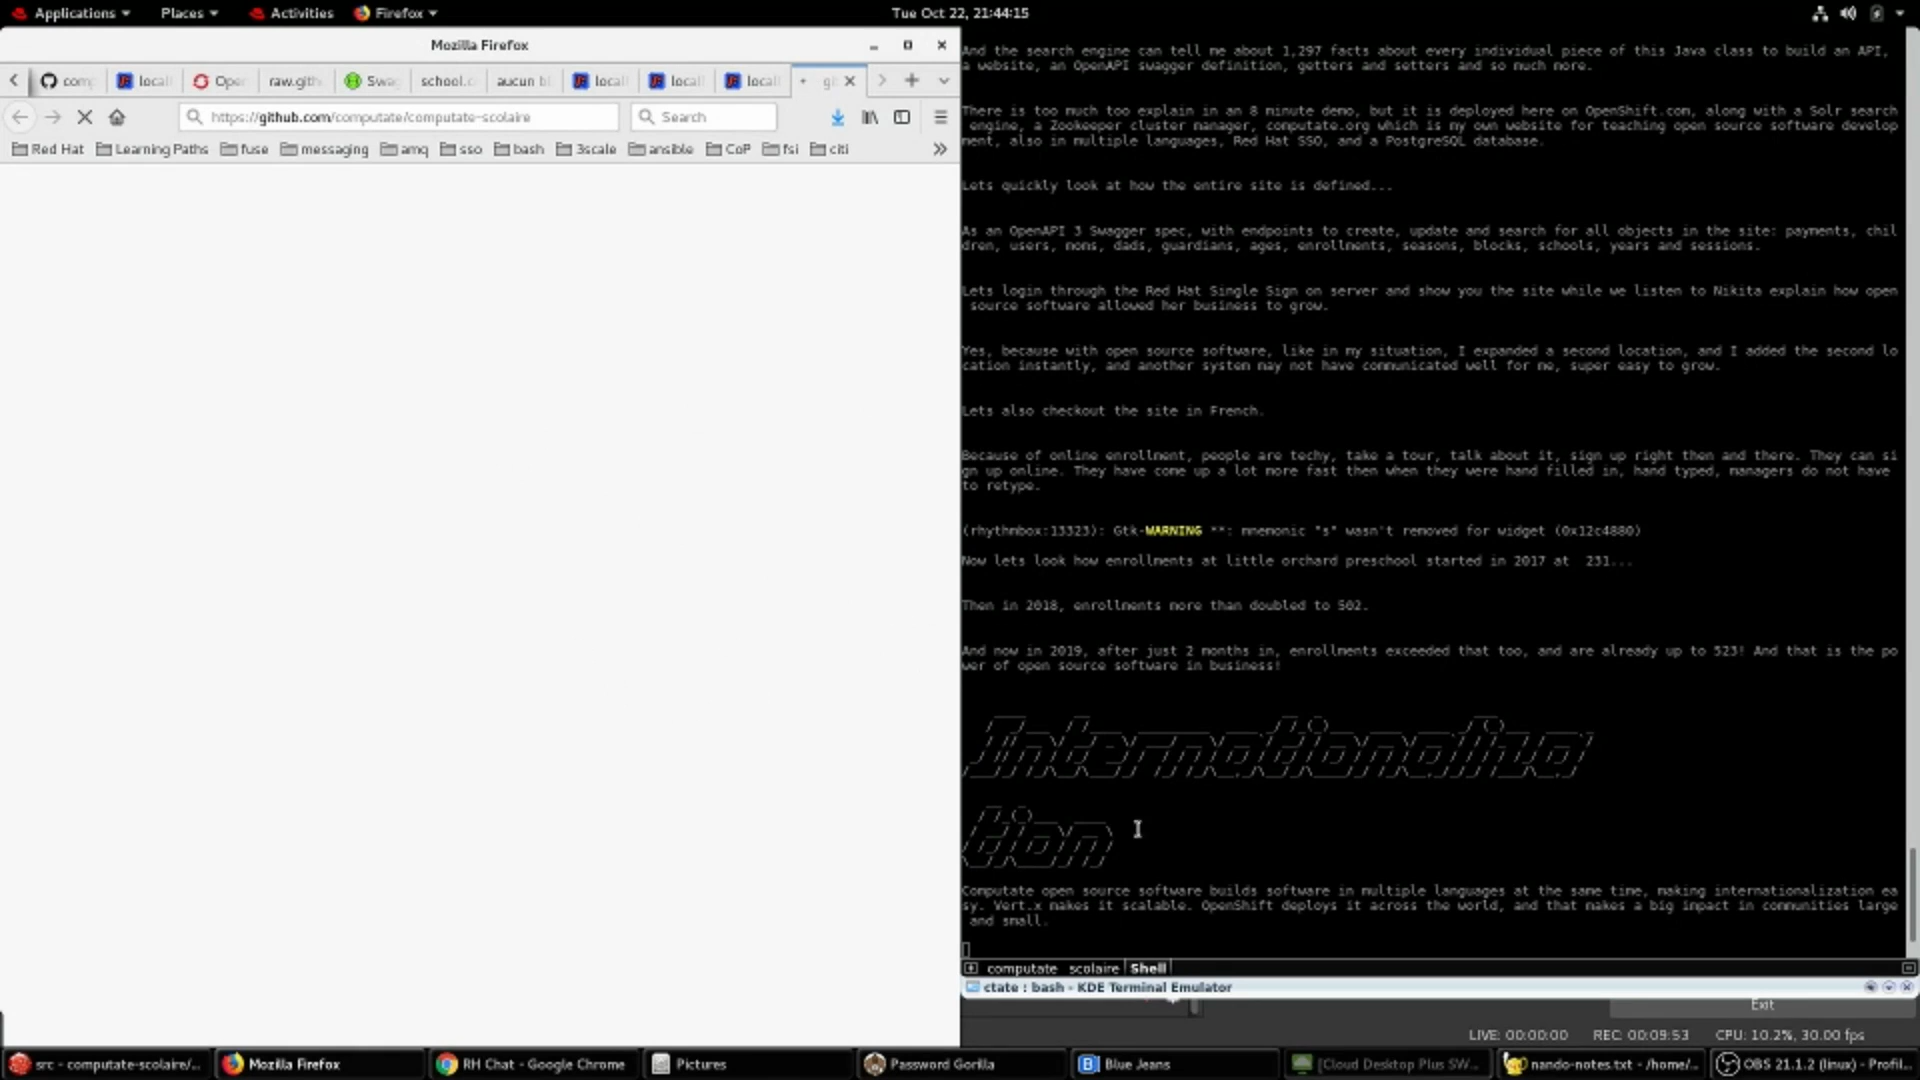 Applications
Places
Activities
Firefox
Tue Oct 22, 21:44:15
Mozilla Firefox
locali
Ope
raw.gith
Swa
school.c
aucun bl
locali
locali
locali
https://github.com/computate/computate-scolaire
Search
Red Hat
Learning Paths
fuse
messaging
amq
sso
bash
3scale
ansible
CoP
fsi
citi
And the search engine can tell me about 1,297 facts about every individual piece of this Java class to build an API,
a website, an OpenAPI swagger definition, getters and setters and so much more.
There is too much too explain in an 8 minute demo, but it is deployed here on OpenShift.com, along with a Solr search
engine, a Zookeeper cluster manager, computate.org which is my own website for teaching open source software develop
ment, also in multiple languages, Red Hat SSO, and a PostgreSQL database.
Lets quickly look at how the entire site is defined...
As an OpenAPI 3 Swagger spec, with endpoints to create, update and search for all objects in the site: payments, chil
dren, users, moms, dads, guardians, ages, enrollments, seasons, blocks, schools, years and sessions.
Lets login through the Red Hat Single Sign on server and show you the site while we listen to Nikita explain how open
source software allowed her business to grow.
Yes, because with open source software, like in my situation, I expanded a second location, and I added the second lo
cation instantly, and another system may not have communicated well for me, super easy to grow.
Lets also checkout the site in French.
Because of online enrollment, people are techy, take a tour, talk about it, sign up right then and there. They can si
gn up online. They have come up a lot more fast then when they were hand filled in, hand typed, managers do not have
to retype.
(rhythmbox:13323): Gtk-WARNING **: mnemonic "s" wasn't removed for widget (0x12c4880)
Now lets look how enrollments at little orchard preschool started in 2017 at 231...
Then in 2018, enrollments more than doubled to 502.
And now in 2019, after just 2 months in, enrollments exceeded that too, and are already up to 523! And that is the po
wer of open source software in business!
Internationaliza
tion
Computate open source software builds software in multiple languages at the same time, making internationalization ea
sy. Vert.x makes it scalable. OpenShift deploys it across the world, and that makes a big impact in communities large
and small.
computate scolaire Shell
ctate : bash - KDE Terminal Emulator
Exit
LIVE: 00:00:00
REC: 00:09:53
CPU: 10.2%, 30.00 fps
src - computate-scolaire/...
Mozilla Firefox
RH Chat - Google Chrome
Pictures
Password Gorilla
Blue Jeans
[Cloud Desktop Plus SW...
nando-notes.txt - /home/...
OBS 21.1.2 (linux) - Profil...